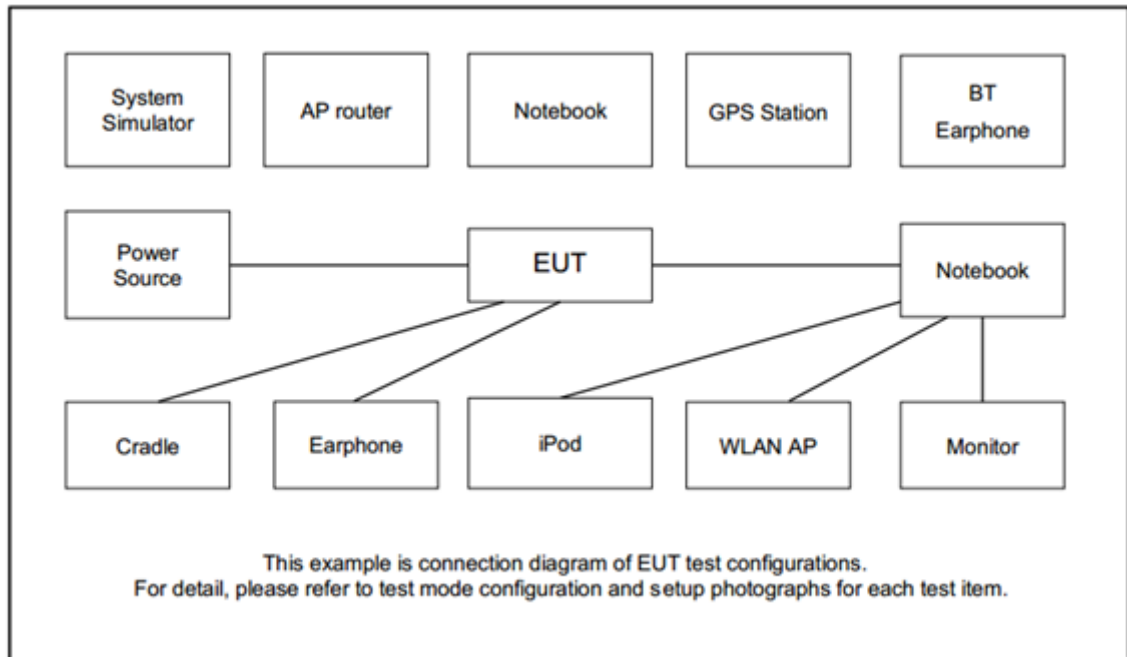 System
Simulator
AP router
Notebook
GPS Station
BT
Earphone
Power
Source
EUT
Notebook
Cradle
Earphone
iPod
WLAN AP
Monitor
This example is connection diagram of EUT test configurations.
For detail, please refer to test mode configuration and setup photographs for each test item.